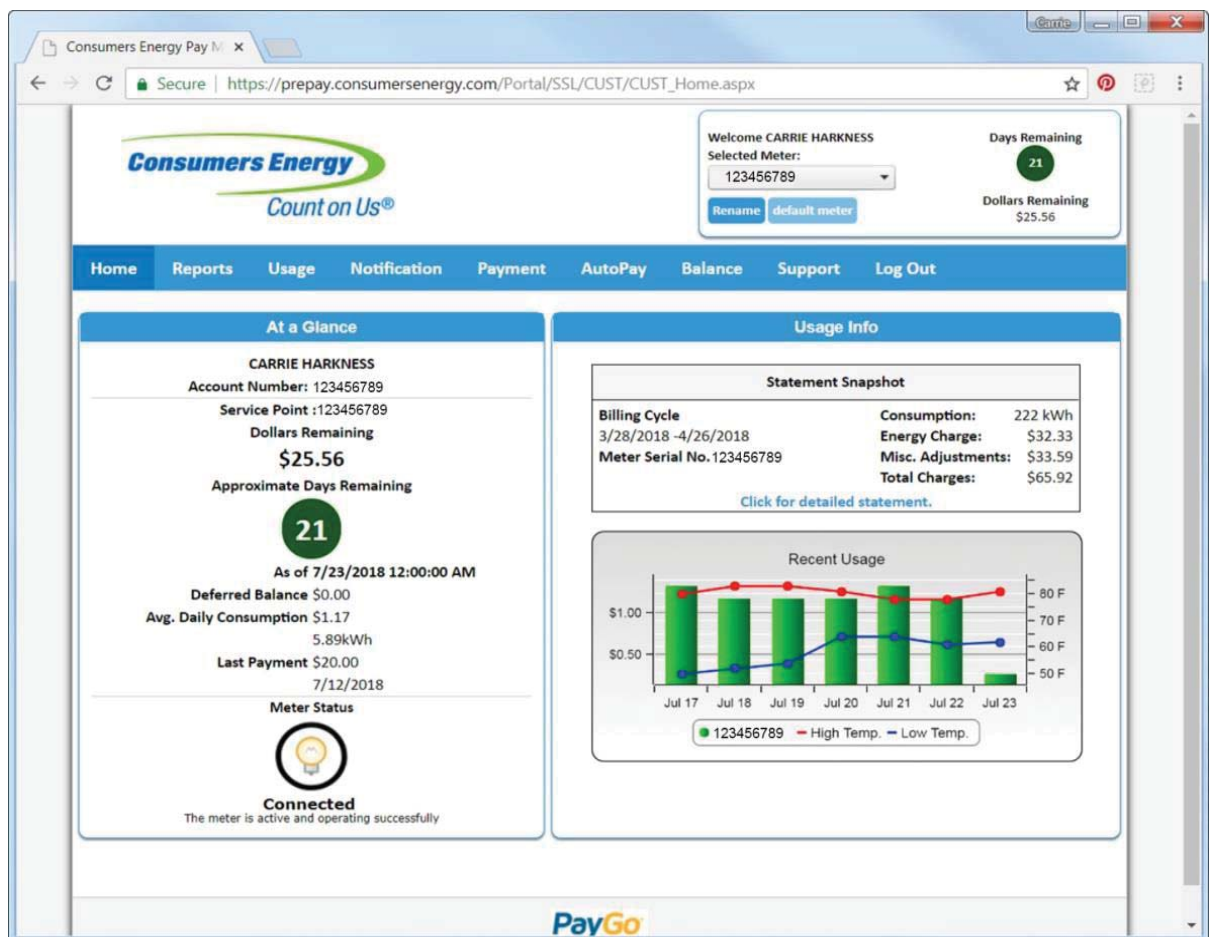 Carrie
Consumers Energy Pay M
Secure | https://prepay.consumersenergy.com/Portal/SSL/CUST/CUST_Home.aspx
Consumers Energy
Count on Us®
Welcome CARRIE HARKNESS
Selected Meter:
123456789
Rename default meter
Days Remaining
21
Dollars Remaining
$25.56
Home Reports Usage Notification Payment AutoPay Balance Support Log Out
At a Glance
CARRIE HARKNESS
Account Number: 123456789
Service Point :123456789
Dollars Remaining
$25.56
Approximate Days Remaining
21
As of 7/23/2018 12:00:00 AM
Deferred Balance $0.00
Avg. Daily Consumption $1.17
5.89kWh
Last Payment $20.00
7/12/2018
Meter Status
Connected
The meter is active and operating successfully
Usage Info
Statement Snapshot
Billing Cycle
3/28/2018 -4/26/2018
Meter Serial No.123456789
Consumption: 222 kWh
Energy Charge: $32.33
Misc. Adjustments: $33.59
Total Charges: $65.92
Click for detailed statement.
Recent Usage
$1.00
$0.50
80 F
70 F
60 F
50 F
Jul 17 Jul 18 Jul 19 Jul 20 Jul 21 Jul 22 Jul 23
123456789 High Temp. Low Temp.
PayGo